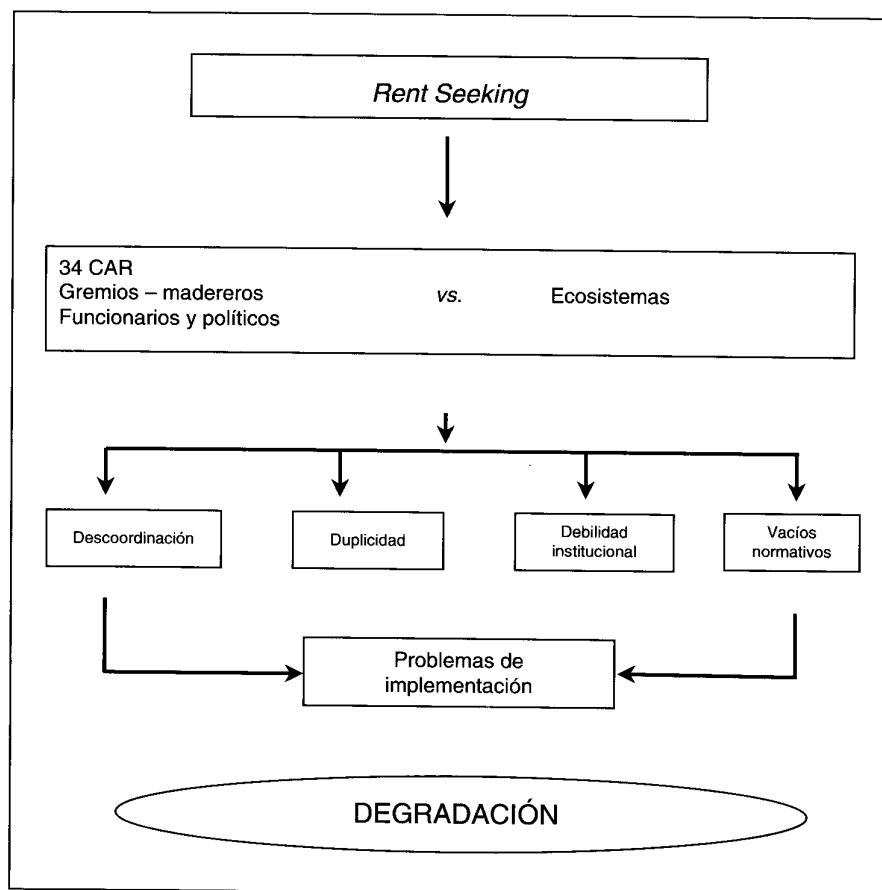 Rent Seeking
34 CAR
Gremios – madereros vs. Ecosistemas
Funcionarios y políticos
Descoordinación
Duplicidad
Debilidad
institucional
Vacíos
normativos
Problemas de
implementación
DEGRADACIÓN